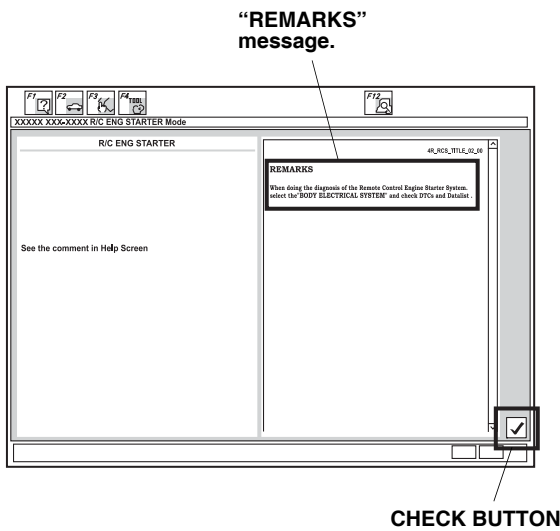 “REMARKS”
message.
F1
F2
F3
F4
TOOL
F12
XXXXX XXX-XXXX R/C ENG STARTER Mode
R/C ENG STARTER
4R_RCS_TITLE_02_00
REMARKS
When doing the diagnosis of the Remote Control Engine Starter System.
select the"BODY ELECTRICAL SYSTEM" and check DTCs and Datalist .
See the comment in Help Screen
CHECK BUTTON